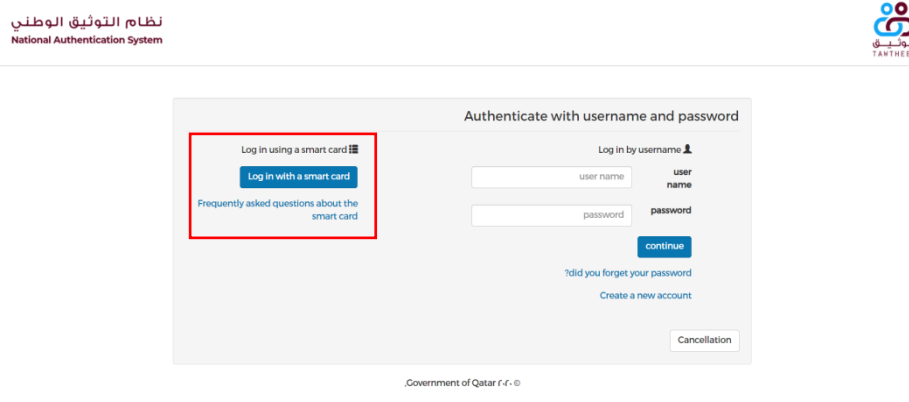 نظام التوثيق الوطني
National Authentication System
TAWTHEE
Authenticate with username and password
Log in using a smart card
Log in with a smart card
Frequently asked questions about the
smart card
Log in by username
user name
user
name
password
password
continue
?did you forget your password
Create a new account
Cancellation
,Government of Qatar ٢٠٢٠ ©